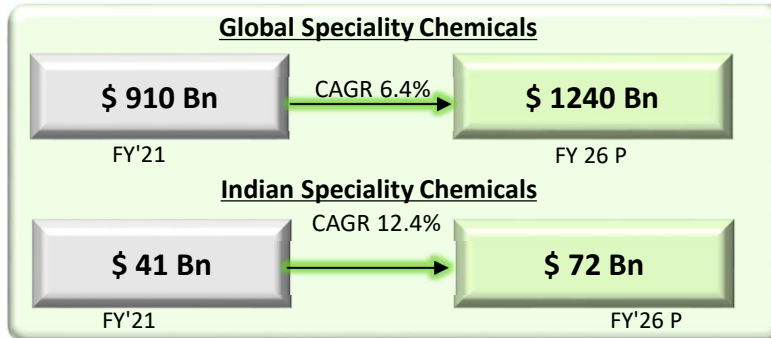 Global Speciality Chemicals
$ 910 Bn
CAGR 6.4%
$ 1240 Bn
FY'21
FY 26 P
Indian Speciality Chemicals
$ 41 Bn
CAGR 12.4%
$ 72 Bn
FY'21
FY'26 P